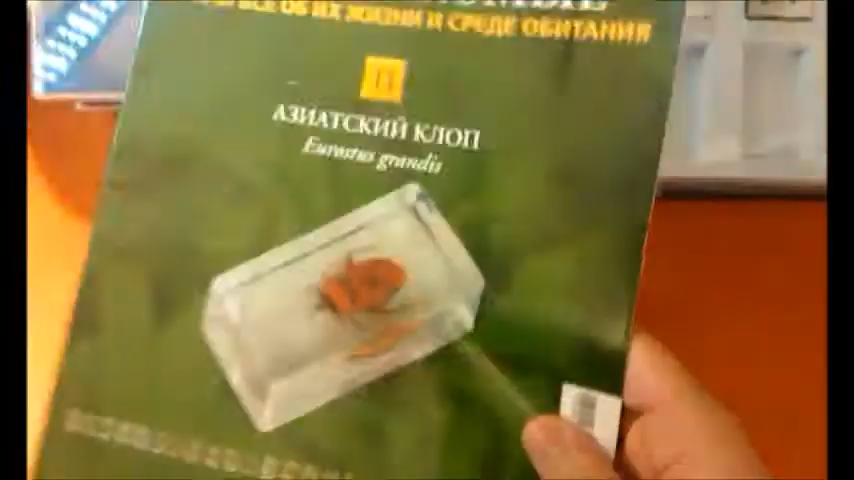 ВСЕ ОБ ИХ ЖИЗНИ И СРЕДЕ ОБИТАНИЯ
11
АЗИАТСКИЙ КЛОП
Eurostus grandis